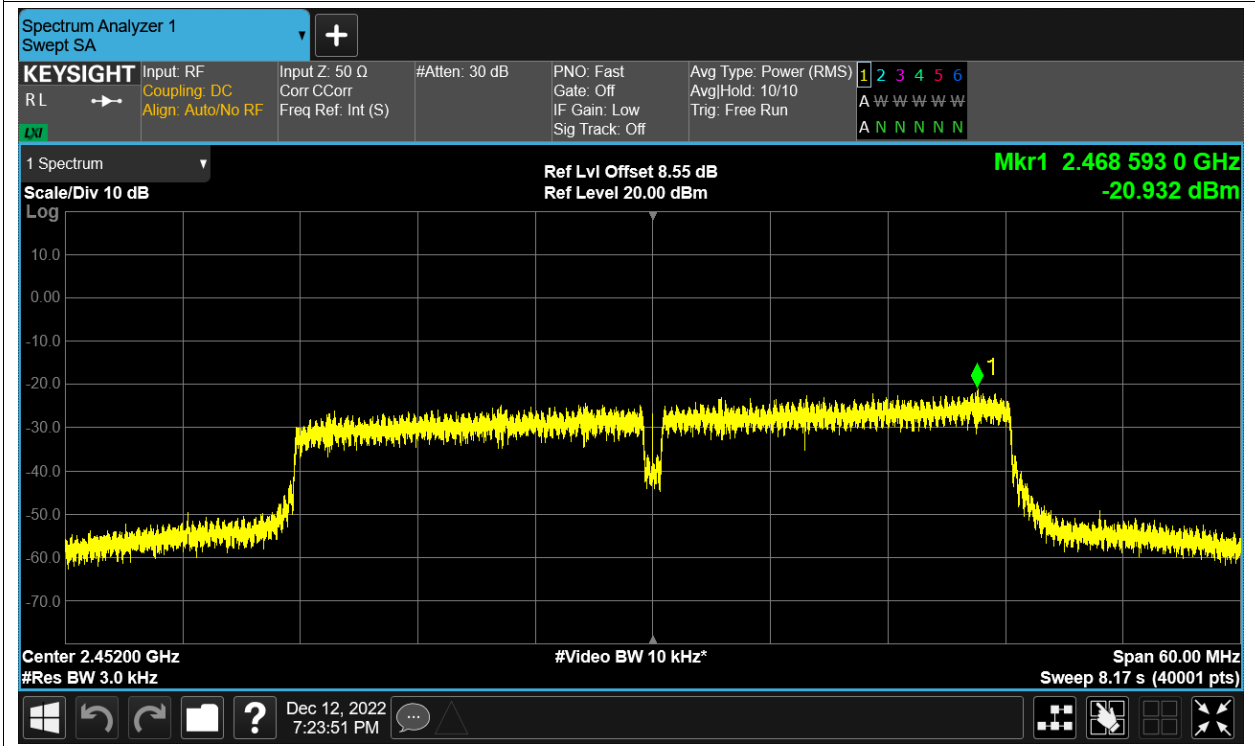 Spectrum Analyzer 1
Swept SA
+
KEYSIGHT
R L
LXI
Input: RF
Coupling: DC
Align: Auto/No RF
Input Z: 50 Ω
Corr CCorr
Freq Ref: Int (S)
#Atten: 30 dB
PNO: Fast
Gate: Off
IF Gain: Low
Sig Track: Off
Avg Type: Power (RMS)
Avg|Hold: 10/10
Trig: Free Run
1 2 3 4 5 6
A W W W W W
A N N N N N
1 Spectrum
Scale/Div 10 dB
Log
Ref Lvl Offset 8.55 dB
Ref Level 20.00 dBm
Mkr1 2.468 593 0 GHz
-20.932 dBm
10.0
0.00
-10.0
-20.0
-30.0
-40.0
-50.0
-60.0
-70.0
1
Center 2.45200 GHz
#Res BW 3.0 kHz
#Video BW 10 kHz*
Span 60.00 MHz
Sweep 8.17 s (40001 pts)
?
Dec 12, 2022
7:23:51 PM